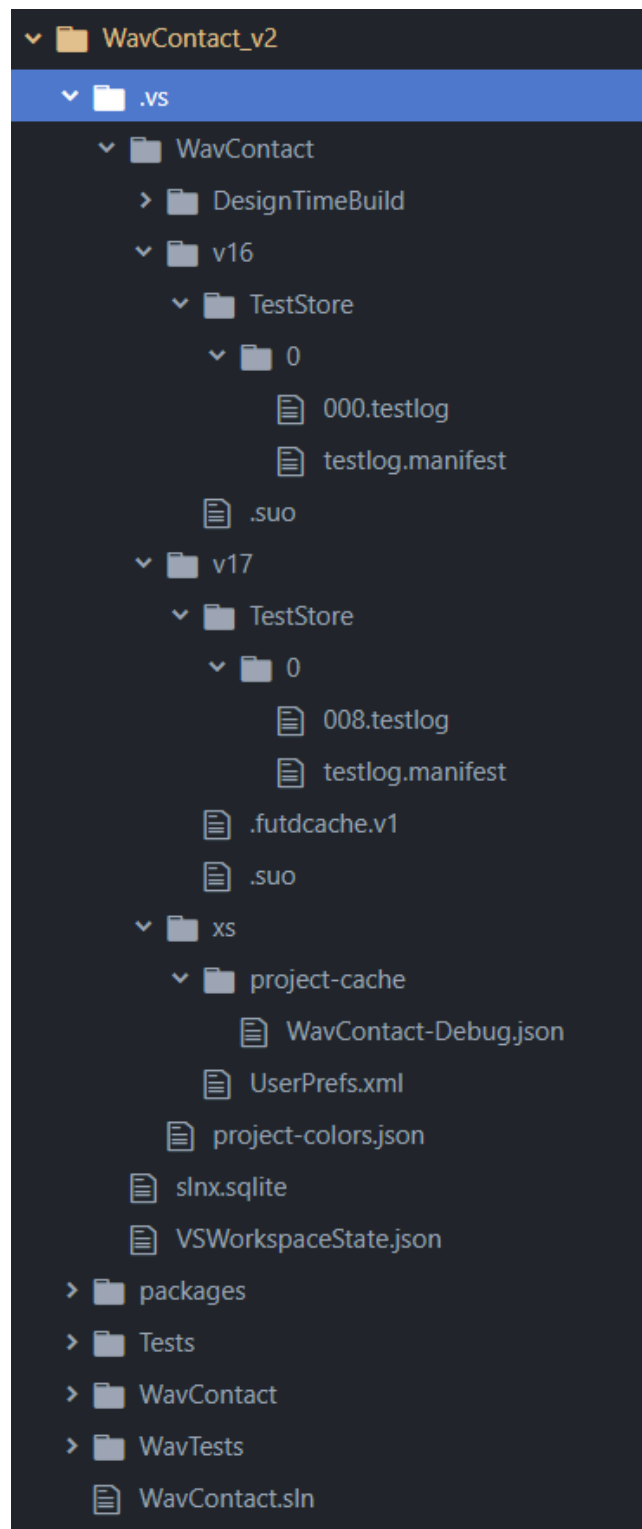 WavContact_v2
.vs
WavContact
DesignTimeBuild
v16
TestStore
0
000.testlog
testlog.manifest
.suo
v17
TestStore
0
008.testlog
testlog.manifest
.futdcache.v1
.suo
xs
project-cache
WavContact-Debug.json
UserPrefs.xml
project-colors.json
slnx.sqlite
VSWorkspaceState.json
packages
Tests
WavContact
WavTests
WavContact.sln